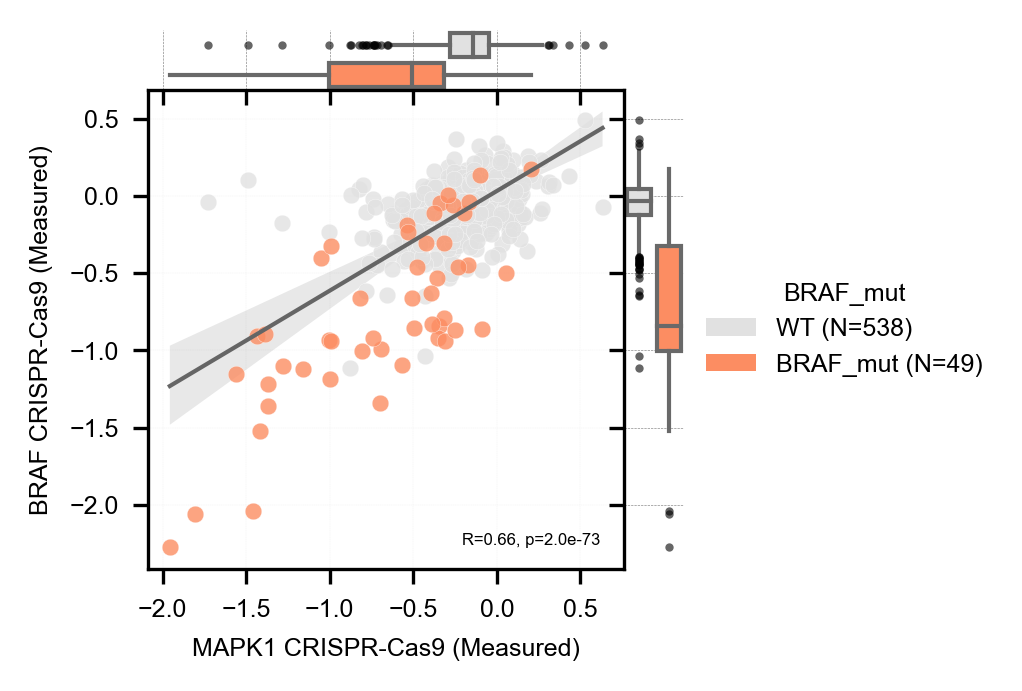 0.5
0.0
−0.5
−1.0
−1.5
−2.0
BRAF CRISPR-Cas9 (Measured)
R=0.66, p=2.0e-73
−2.0 −1.5 −1.0 −0.5 0.0 0.5
MAPK1 CRISPR-Cas9 (Measured)
BRAF_mut
WT (N=538)
BRAF_mut (N=49)